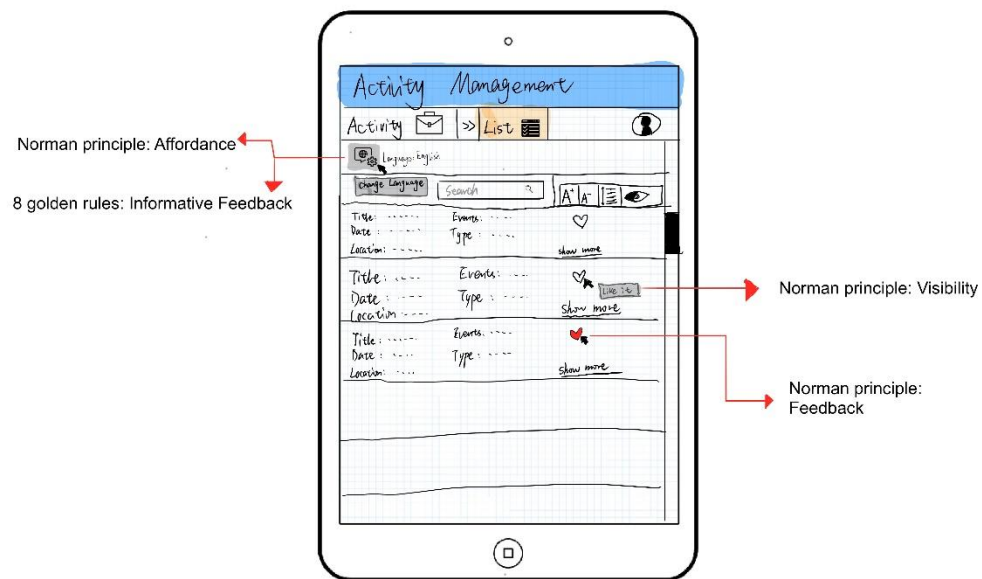 Activity Management
Activity >> List
Norman principle: Affordance
Language: English
8 golden rules: Informative Feedback
Change Language
Search
A+ A-
Title: ......
Events: ....
Date: ......
Type: ....
Location: .....
show more
Title: .....
Events: ...
Like it
Norman principle: Visibility
Date: .....
Type: ....
Show more
Location .....
Title: ....
Events: .....
Date: ....
Type: ....
Norman principle:
Feedback
Location: ....
Show more